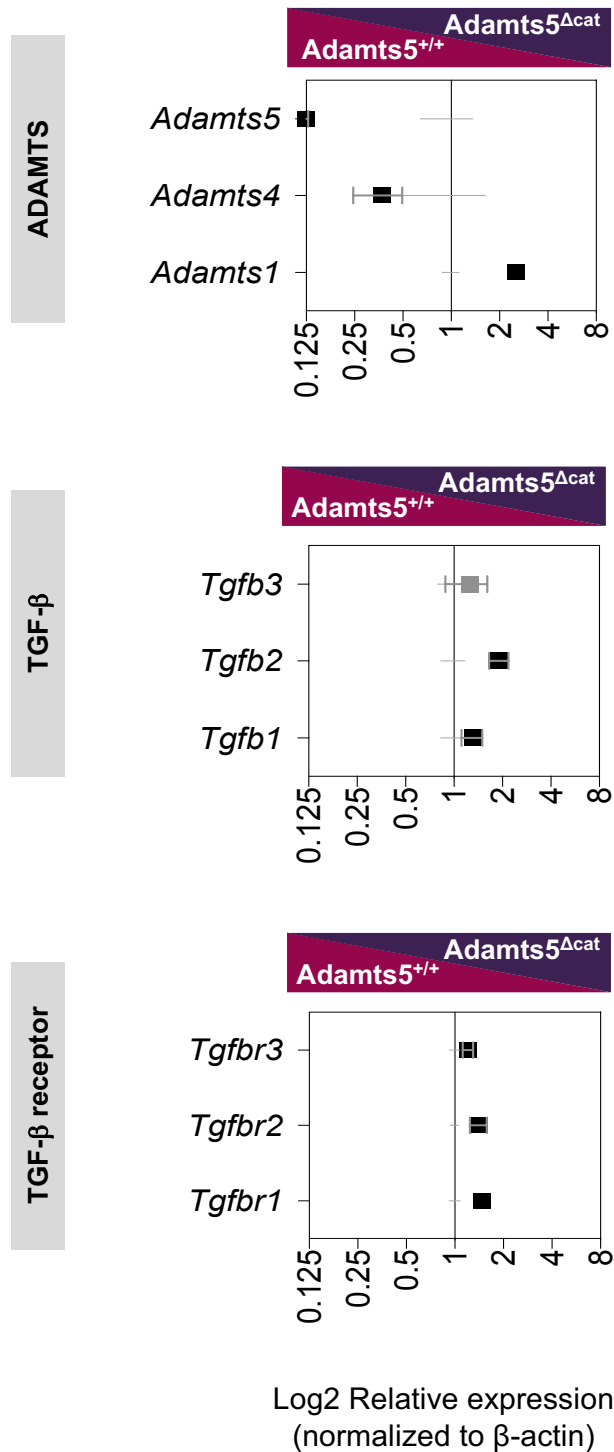 ADAMTS
Adamts5Δcat
Adamts5+/+
Adamts5
Adamts4
Adamts1
0.125
0.25
0.5
1
2
4
8
TGF-β
Adamts5Δcat
Adamts5+/+
Tgfb3
Tgfb2
Tgfb1
0.125
0.25
0.5
1
2
4
8
TGF-β receptor
Adamts5Δcat
Adamts5+/+
Tgfbr3
Tgfbr2
Tgfbr1
0.125
0.25
0.5
1
2
4
8
Log2 Relative expression
(normalized to β-actin)